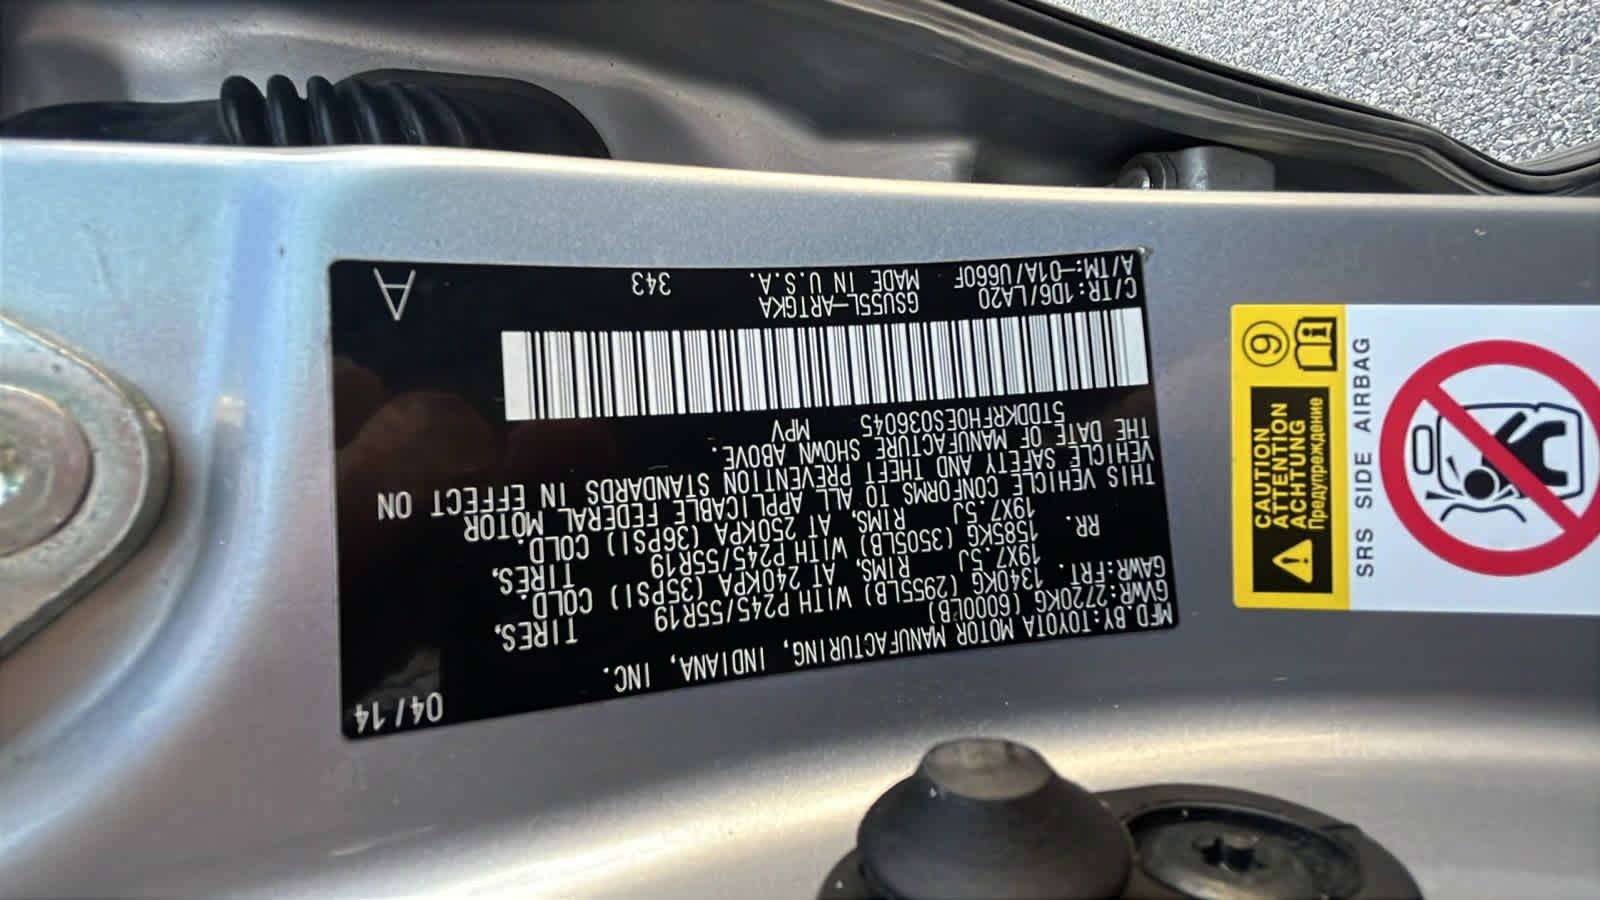 MFD.BY:TOYOTA MOTOR MANUFACTURING, INDIANA, INC. 04/14
GVWR:2720KG (6000LB)
GAWR:FRT. 1340KG (2955LB) WITH P245/55R19 TIRES,
19X7.5J RIMS, AT 240KPA (35PSI) COLD.
RR. 1585KG (3505LB) WITH P245/55R19 TIRES,
19X7.5J RIMS, AT 250KPA (36PSI) COLD.
THIS VEHICLE CONFORMS TO ALL APPLICABLE FEDERAL MOTOR
VEHICLE SAFETY AND THEFT PREVENTION STANDARDS IN EFFECT ON
THE DATE OF MANUFACTURE SHOWN ABOVE.
5TDDKRFH0ES036045 MPV
C/TR:1D6/LA20 GSU55L-ARTGKA 343 A
A/TM:-01A/U660F MADE IN U.S.A.
9
i
CAUTION
ATTENTION
ACHTUNG
Предупреждение
SRS SIDE AIRBAG